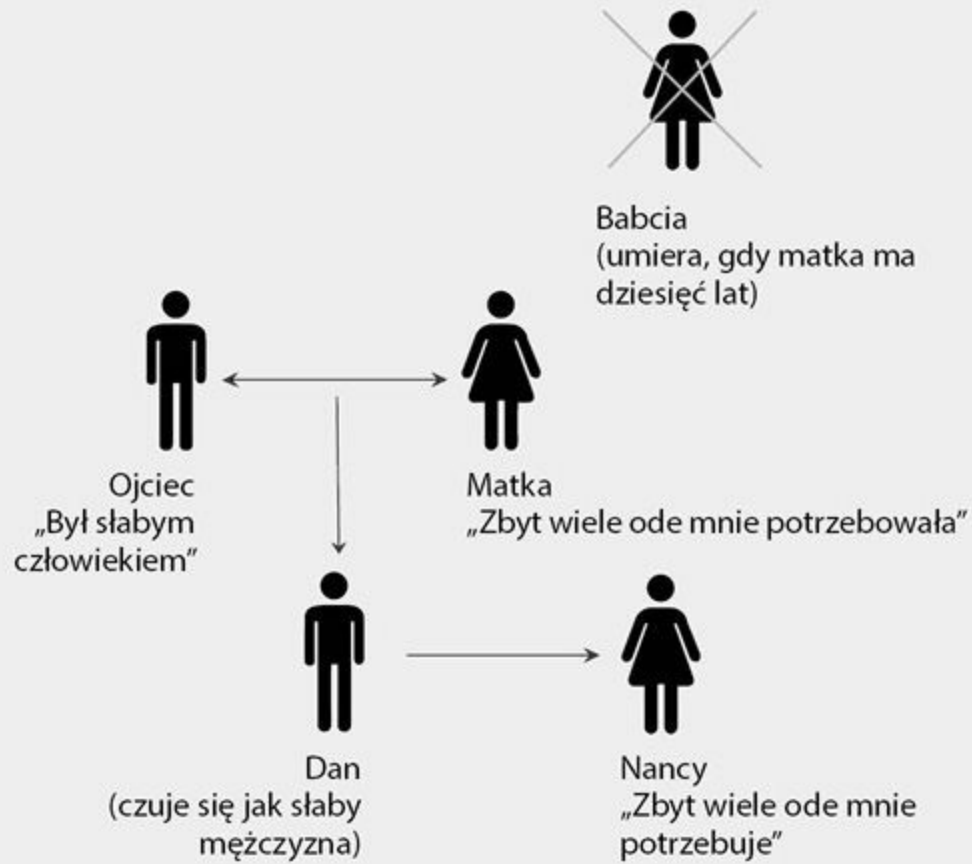 Babcia
(umiera, gdy matka ma
dziesięć lat)
Ojciec
„Był słabym
człowiekiem”
Matka
„Zbyt wiele ode mnie potrzebowała”
Dan
(czuje się jak słaby
mężczyzna)
Nancy
„Zbyt wiele ode mnie
potrzebuje”